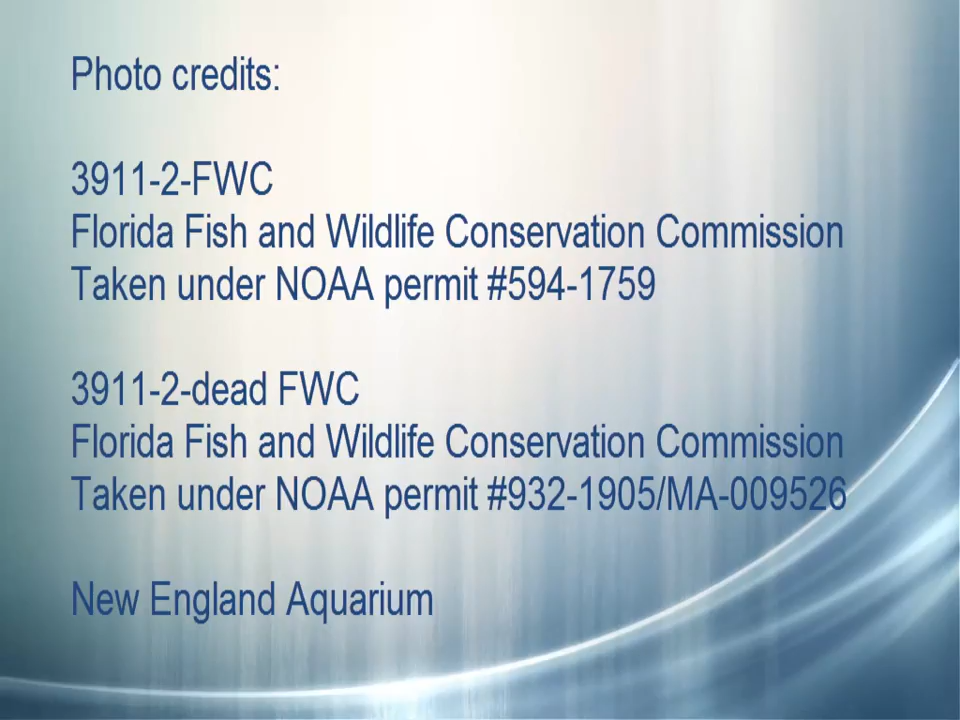 Photo credits:
3911-2-FWC
Florida Fish and Wildlife Conservation Commission
Taken under NOAA permit #594-1759
3911-2-dead FWC
Florida Fish and Wildlife Conservation Commission
Taken under NOAA permit #932-1905/MA-009526
New England Aquarium